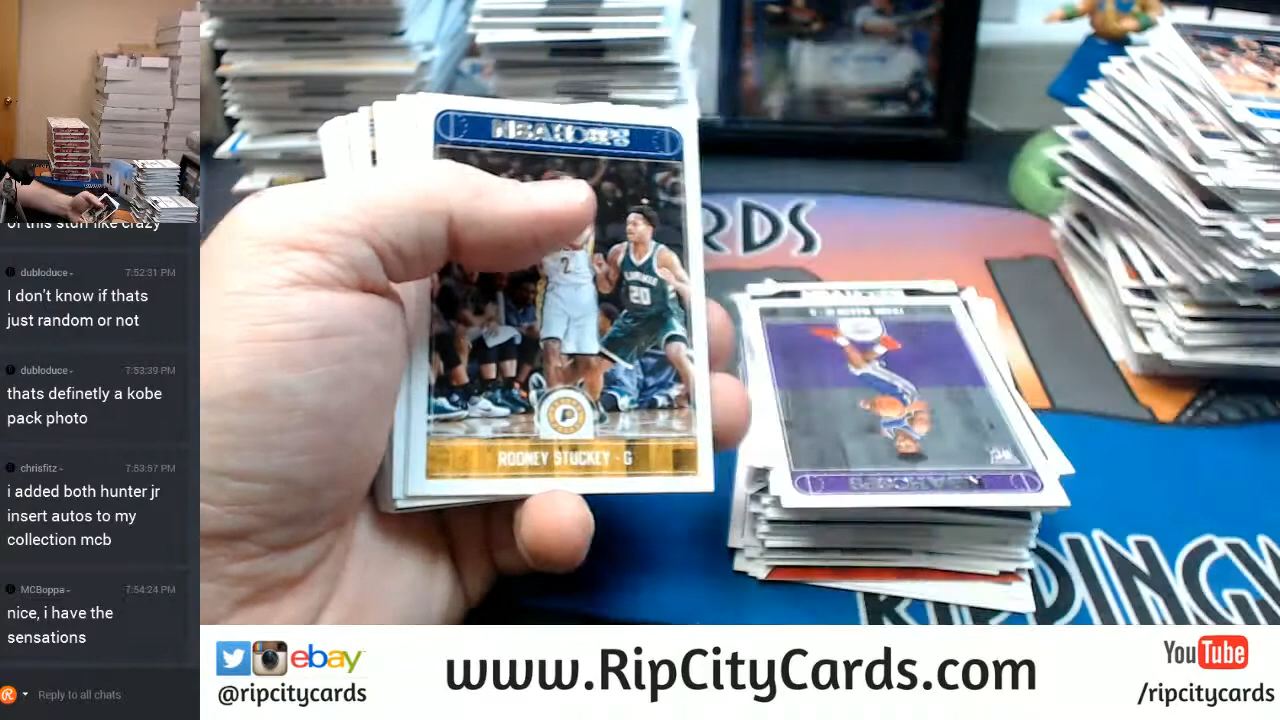 of this stuff like crazy
dubloduce-
7:52:31 PM
I don't know if thats
just random or not
dubloduce-
7:53:39 PM
thats definetly a kobe
pack photo
chrisfitz-
7:53:57 PM
i added both hunter jr
insert autos to my
collection mcb
MCBoppa-
7:54:24 PM
nice, i have the
sensations
Reply to all chats
NBA HOOPS
2
20
RODNEY STUCKEY - G
RDS
ebay
@ripcitycards
www.RipCityCards.com
YouTube
/ripcitycards